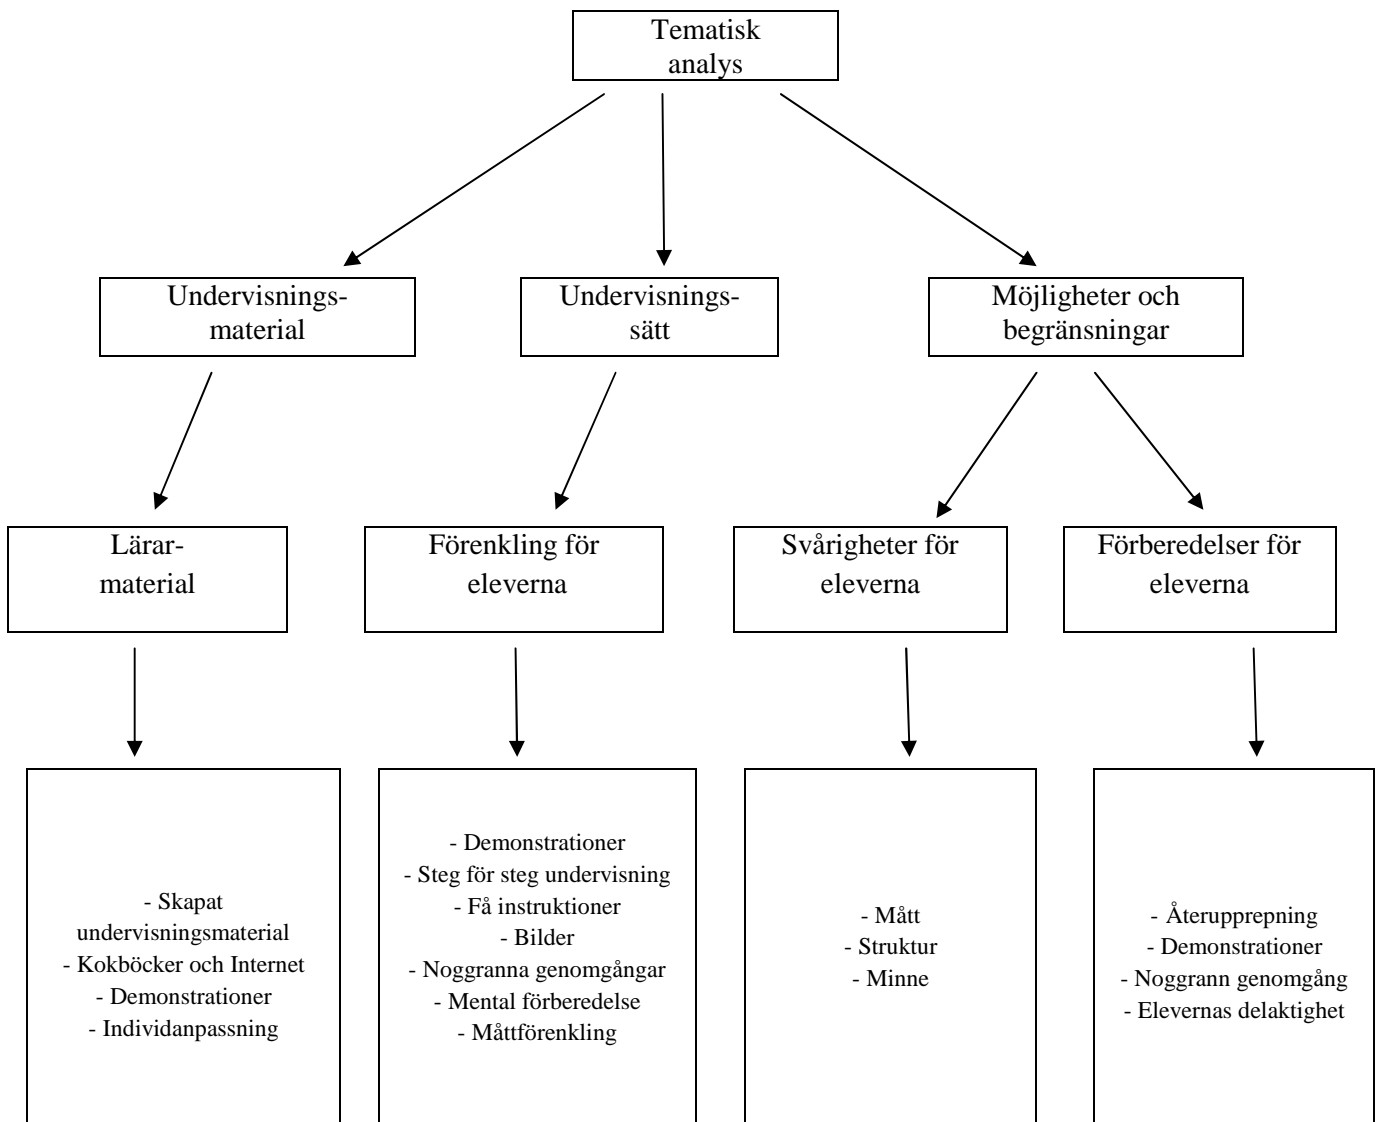 Tematisk
analys
Undervisnings-
material
Undervisnings-
sätt
Möjligheter och
begränsningar
Lärar-
material
Förenkling för
eleverna
Svårigheter för
eleverna
Förberedelser för
eleverna
- Skapat
undervisningsmaterial
- Kokböcker och Internet
- Demonstrationer
- Individanpassning
- Demonstrationer
- Steg för steg undervisning
- Få instruktioner
- Bilder
- Noggranna genomgångar
- Mental förberedelse
- Måttförenkling
- Mått
- Struktur
- Minne
- Återupprepning
- Demonstrationer
- Noggrann genomgång
- Elevernas delaktighet